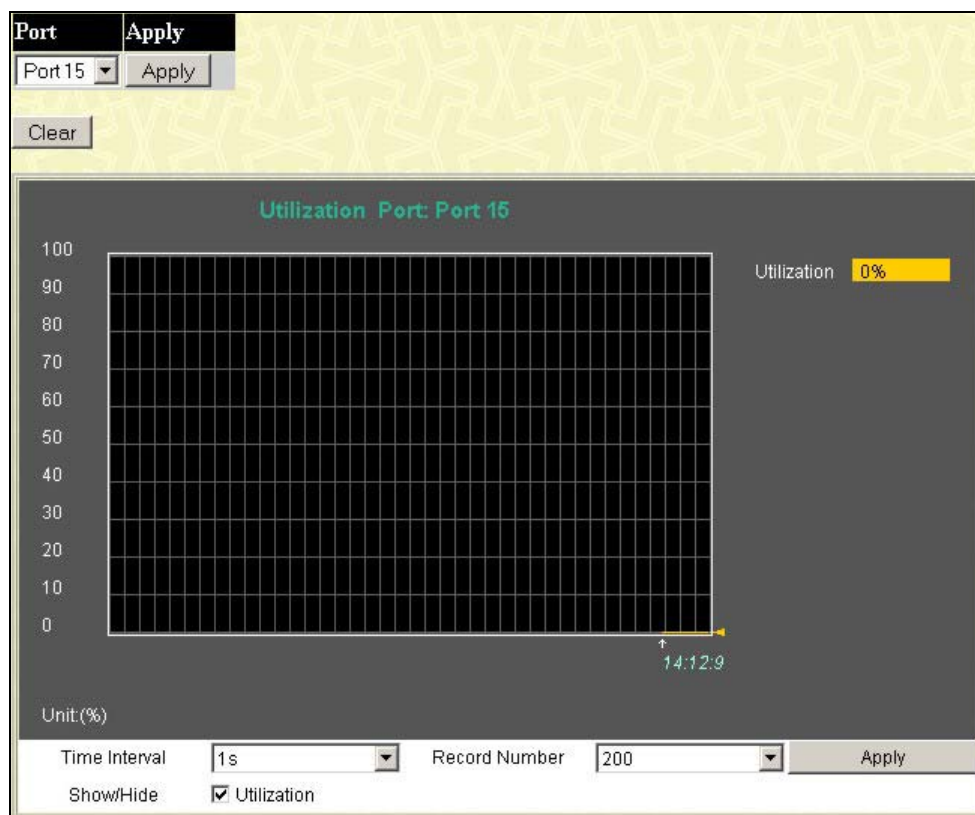 Port Apply
Port 15 Apply
Clear
Utilization Port: Port 15
100
Utilization 0%
90
80
70
60
50
40
30
20
10
0
14:12:9
Unit:(%)
Time Interval 1s Record Number 200 Apply
Show/Hide Utilization